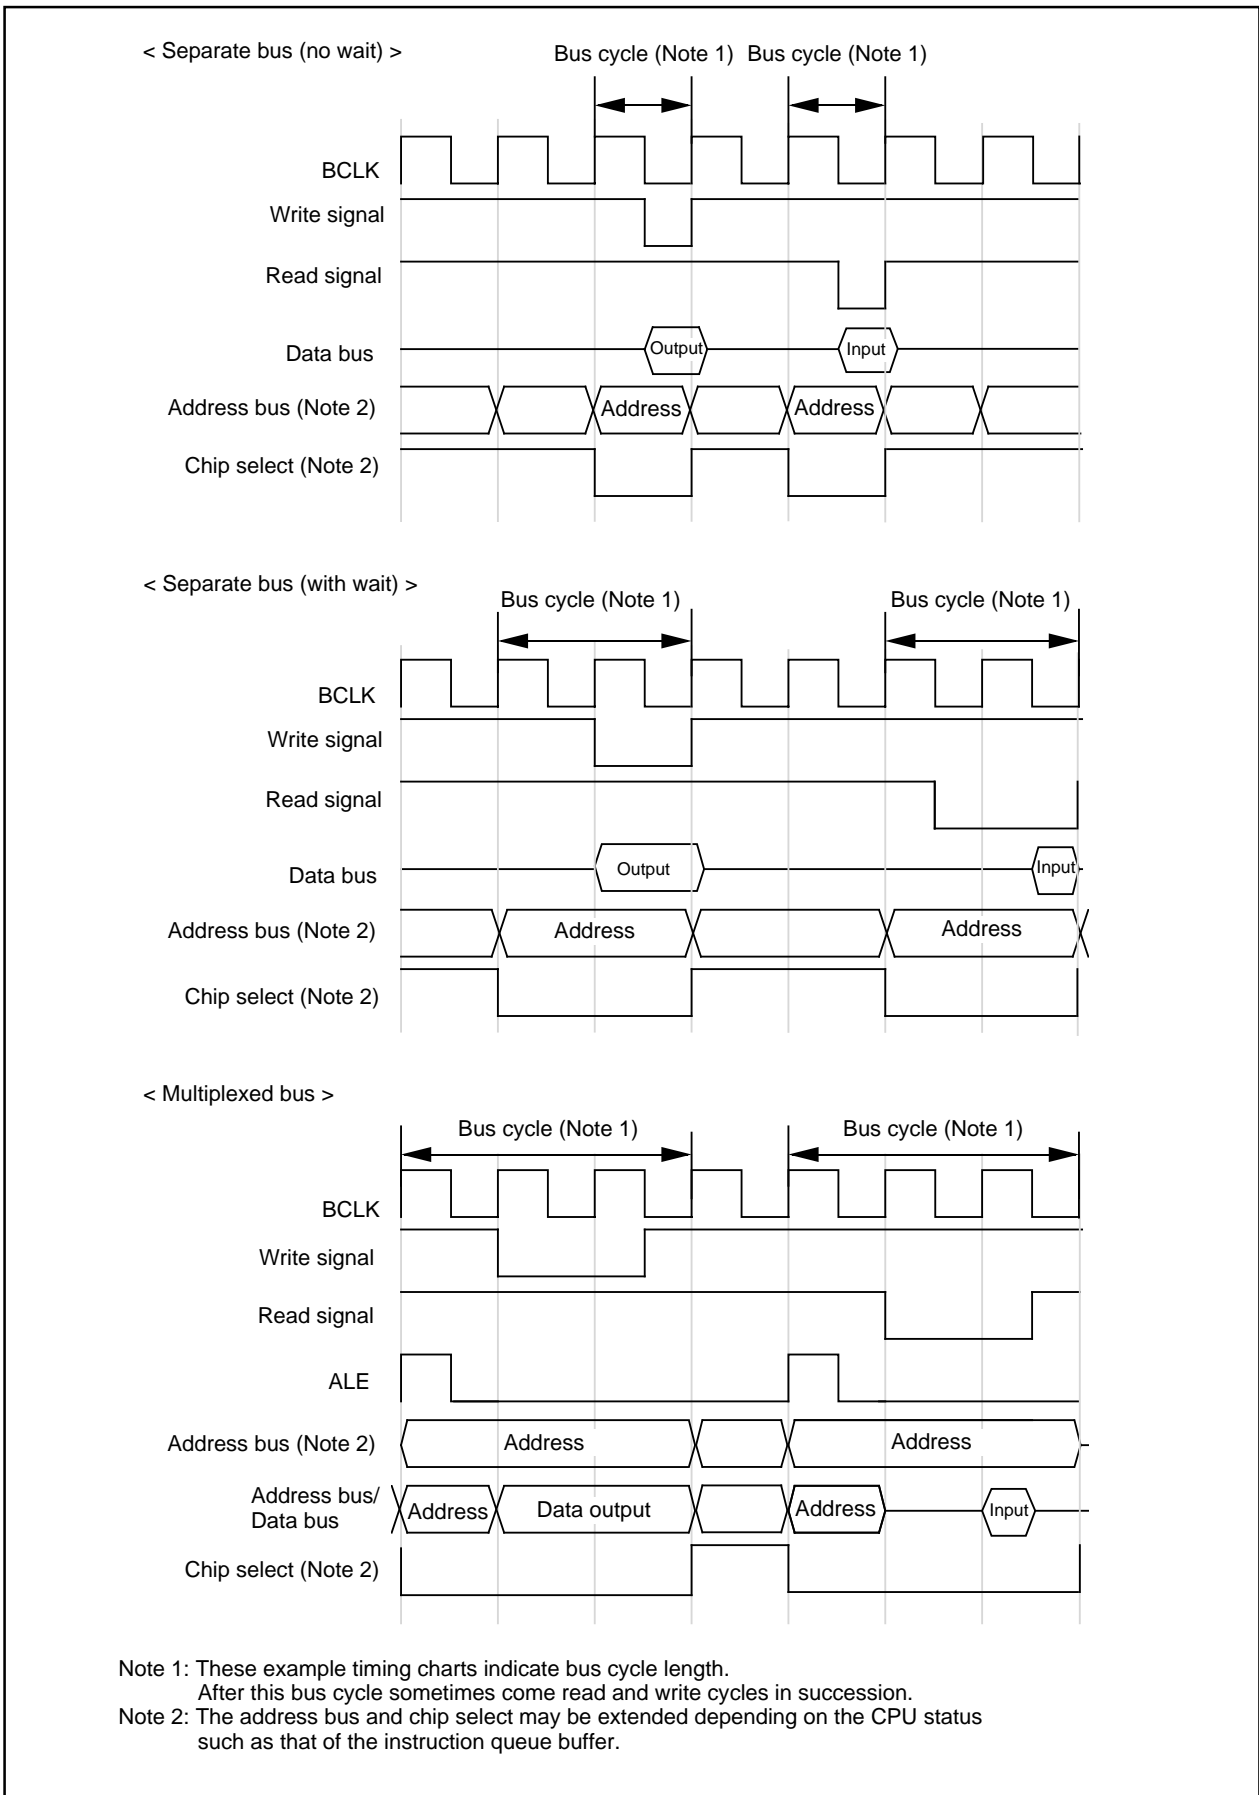 < Separate bus (no wait) >
Bus cycle (Note 1) Bus cycle (Note 1)
BCLK
Write signal
Read signal
Data bus
Output
Input
Address bus (Note 2)
Address
Address
Chip select (Note 2)
< Separate bus (with wait) >
Bus cycle (Note 1)
Bus cycle (Note 1)
BCLK
Write signal
Read signal
Data bus
Output
Input
Address bus (Note 2)
Address
Address
Chip select (Note 2)
< Multiplexed bus >
Bus cycle (Note 1)
Bus cycle (Note 1)
BCLK
Write signal
Read signal
ALE
Address bus (Note 2)
Address
Address
Address bus/
Data bus
Address
Data output
Address
Input
Chip select (Note 2)
Note 1: These example timing charts indicate bus cycle length.
After this bus cycle sometimes come read and write cycles in succession.
Note 2: The address bus and chip select may be extended depending on the CPU status
such as that of the instruction queue buffer.